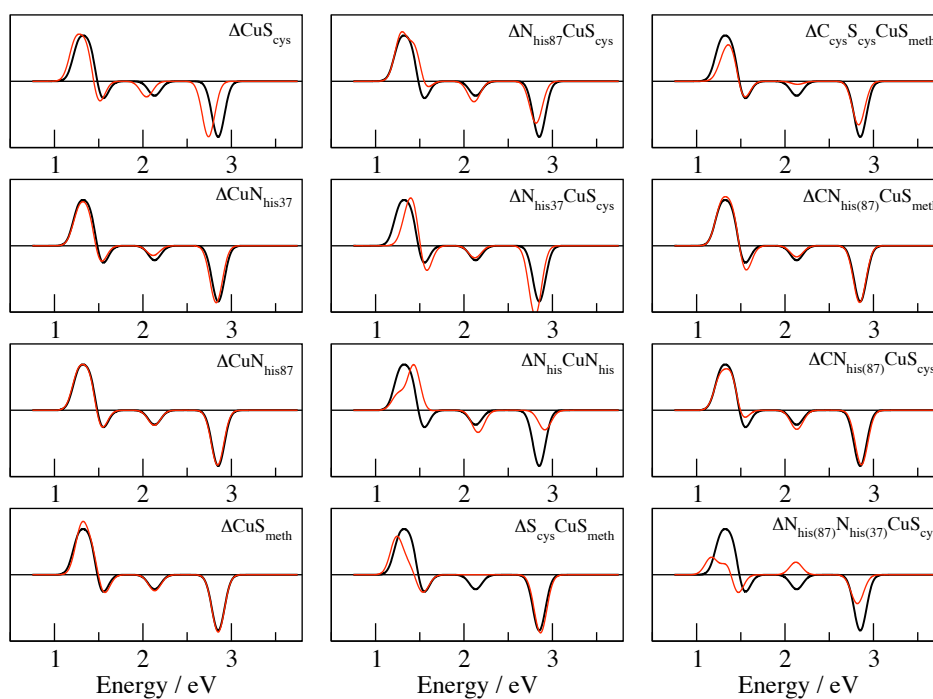 ΔCuS_cys
ΔN_his87CuS_cys
ΔC_cysS_cysCuS_meth
1 2 3
1 2 3
1 2 3
ΔCuN_his37
ΔN_his37CuS_cys
ΔCN_his(87)CuS_meth
1 2 3
1 2 3
1 2 3
ΔCuN_his87
ΔN_hisCuN_his
ΔCN_his(87)CuS_cys
1 2 3
1 2 3
1 2 3
ΔCuS_meth
ΔS_cysCuS_meth
ΔN_his(87)N_his(37)CuS_cys
1 2 3
1 2 3
1 2 3
Energy / eV
Energy / eV
Energy / eV